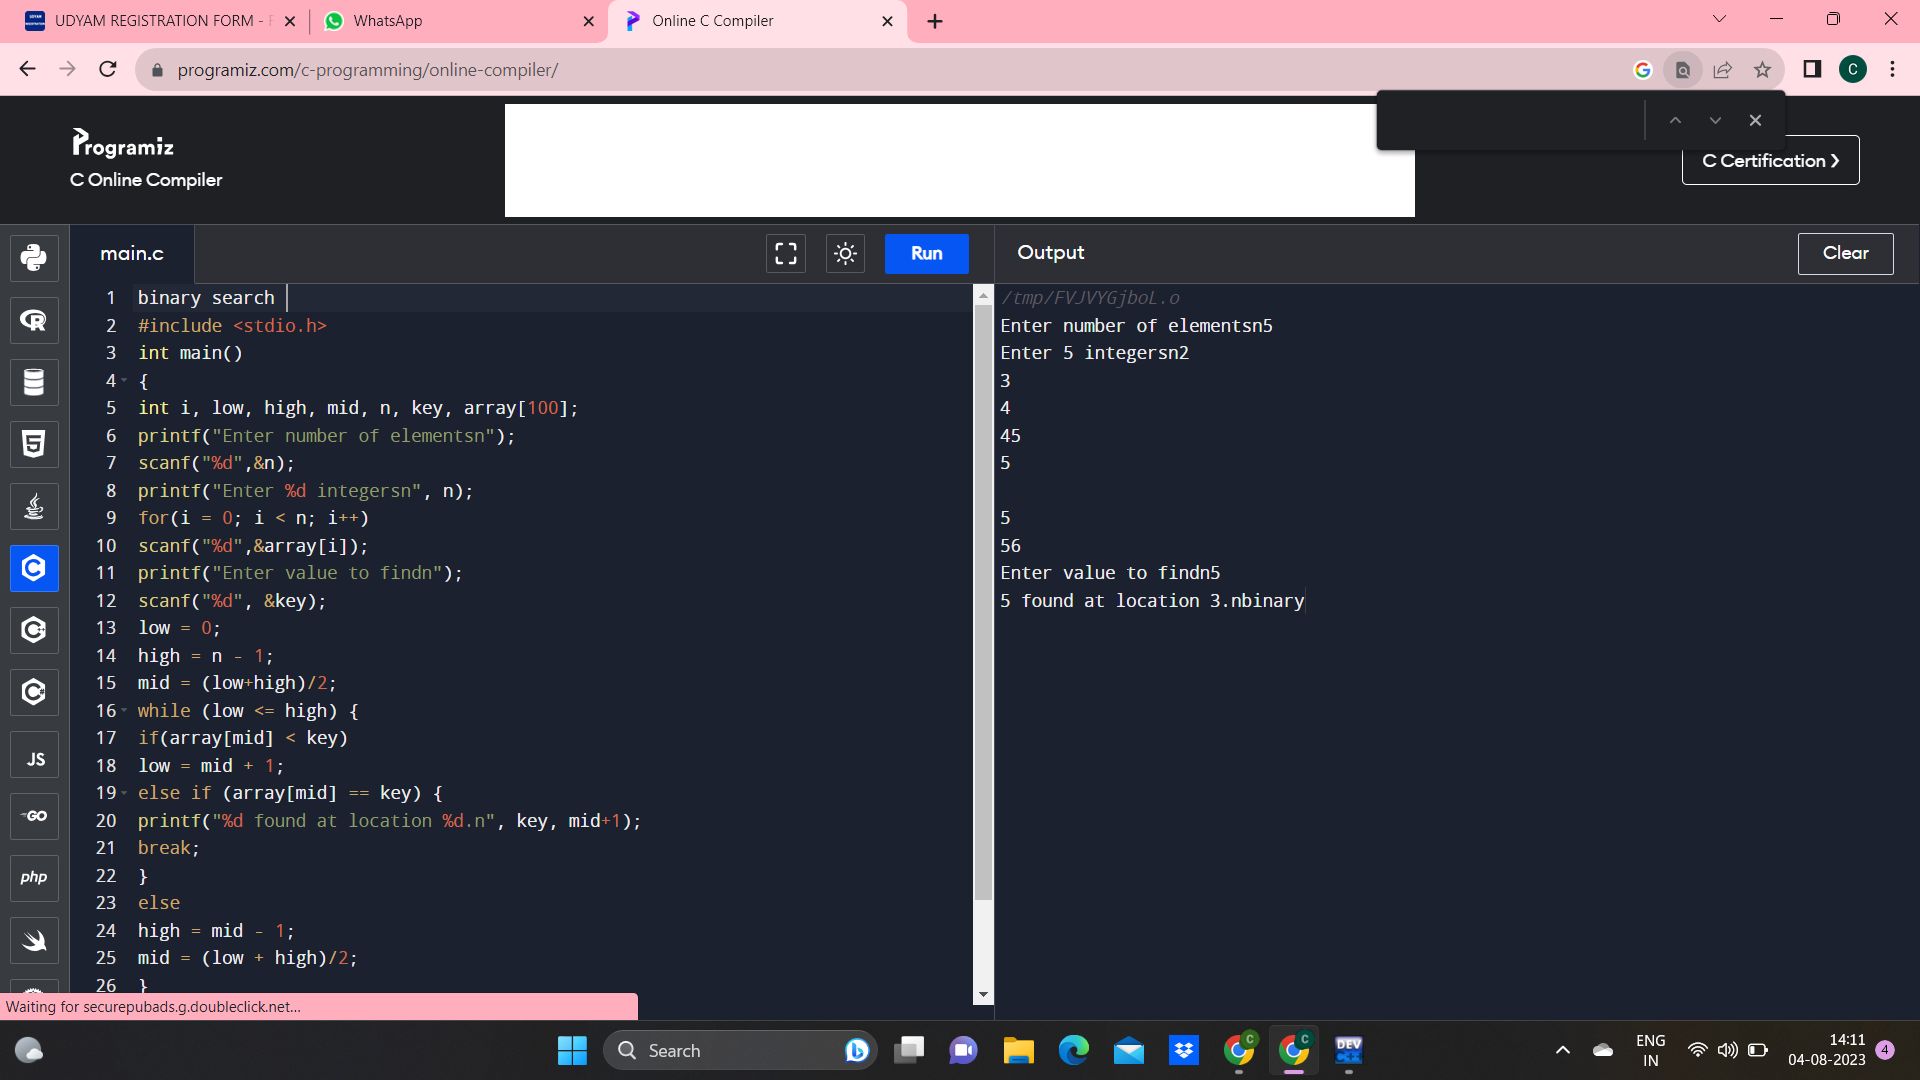 UDYAM REGISTRATION FORM -
WhatsApp
Online C Compiler
programiz.com/c-programming/online-compiler/
C
Programiz
C Online Compiler
C Certification ❯
main.c
Run
Output
Clear
1 binary search
2 #include <stdio.h>
3 int main()
4 {
5 int i, low, high, mid, n, key, array[100];
6 printf("Enter number of elementsn");
7 scanf("%d",&n);
8 printf("Enter %d integersn", n);
9 for(i = 0; i < n; i++)
10 scanf("%d",&array[i]);
11 printf("Enter value to findn");
12 scanf("%d", &key);
13 low = 0;
14 high = n - 1;
15 mid = (low+high)/2;
16 while (low <= high) {
17 if(array[mid] < key)
18 low = mid + 1;
19 else if (array[mid] == key) {
20 printf("%d found at location %d.n", key, mid+1);
21 break;
22 }
23 else
24 high = mid - 1;
25 mid = (low + high)/2;
26 }
/tmp/FVJVYGjboL.o
Enter number of elementsn5
Enter 5 integersn2
3
4
45
5
5
56
Enter value to findn5
5 found at location 3.nbinary
JS
GO
php
Waiting for securepubads.g.doubleclick.net...
Search
DEV
C++
ENG
IN
14:11
04-08-2023
4